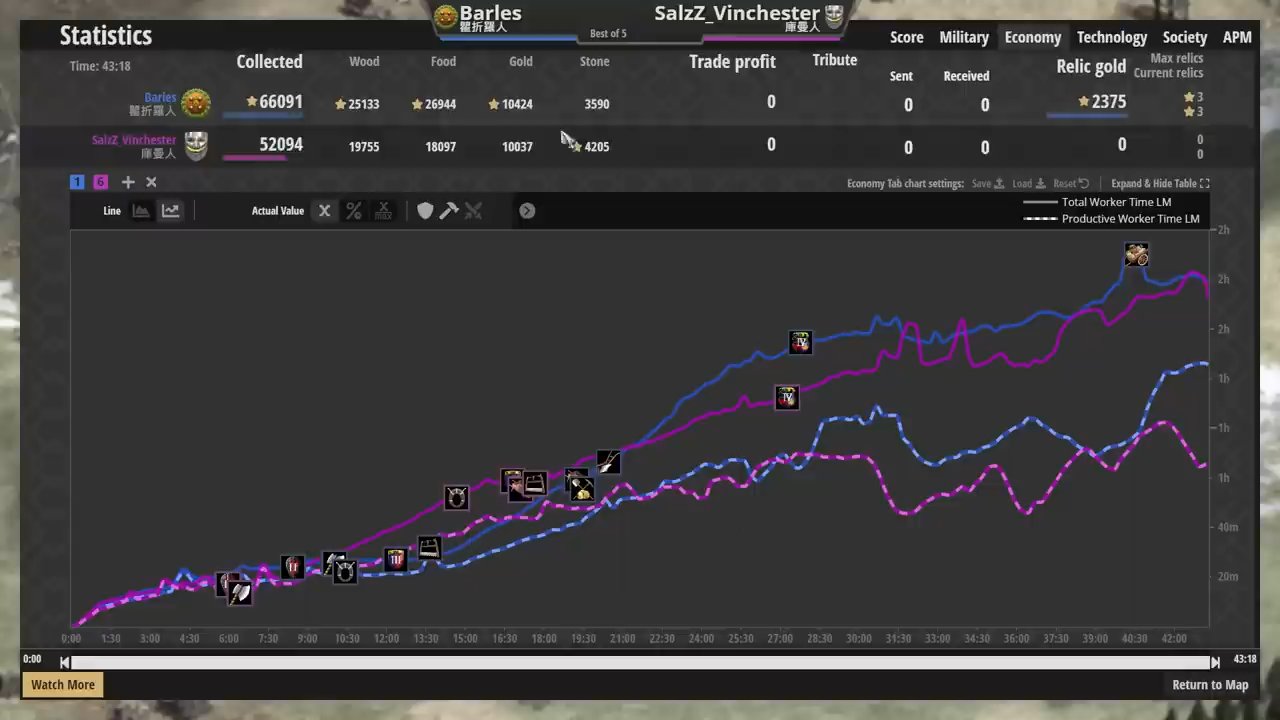 Barles
瞿折羅人
Best of 5
SalzZ_Vinchester
庫曼人
Statistics
Score Military Economy Technology Society APM
Time: 43:18
Collected Wood Food Gold Stone Trade profit Tribute Sent Received Relic gold Max relics Current relics
Barles
瞿折羅人
66091 25133 26944 10424 3590 0 0 0 2375 3 3
SalzZ_Vinchester
庫曼人
52094 19755 18097 10037 4205 0 0 0 0 0 0
1 6
Economy Tab chart settings: Save Load Reset Expand & Hide Table
Line Actual Value X % X MAX
Total Worker Time LM
Productive Worker Time LM
2h
2h
2h
1h
1h
1h
40m
20m
IV
IV
II
III
0:00 1:30 3:00 4:30 6:00 7:30 9:00 10:30 12:00 13:30 15:00 16:30 18:00 19:30 21:00 22:30 24:00 25:30 27:00 28:30 30:00 31:30 33:00 34:30 36:00 37:30 39:00 40:30 42:00
0:00 43:18
Watch More Return to Map